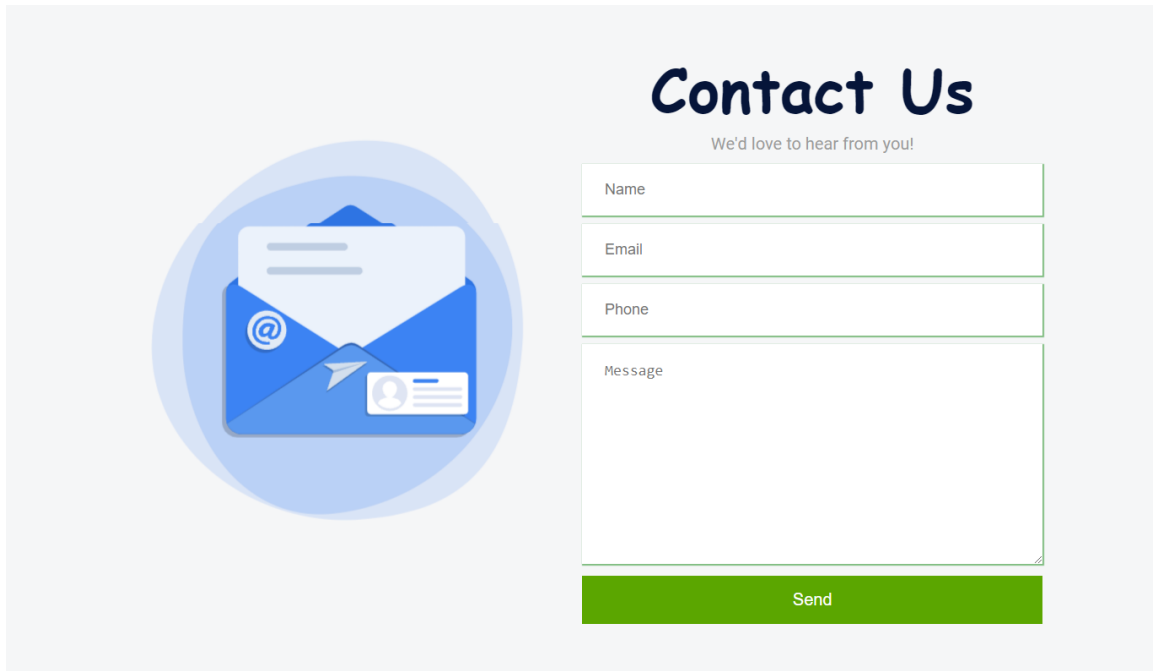 Contact Us
We'd love to hear from you!
Name
Email
Phone
Message
Send
@